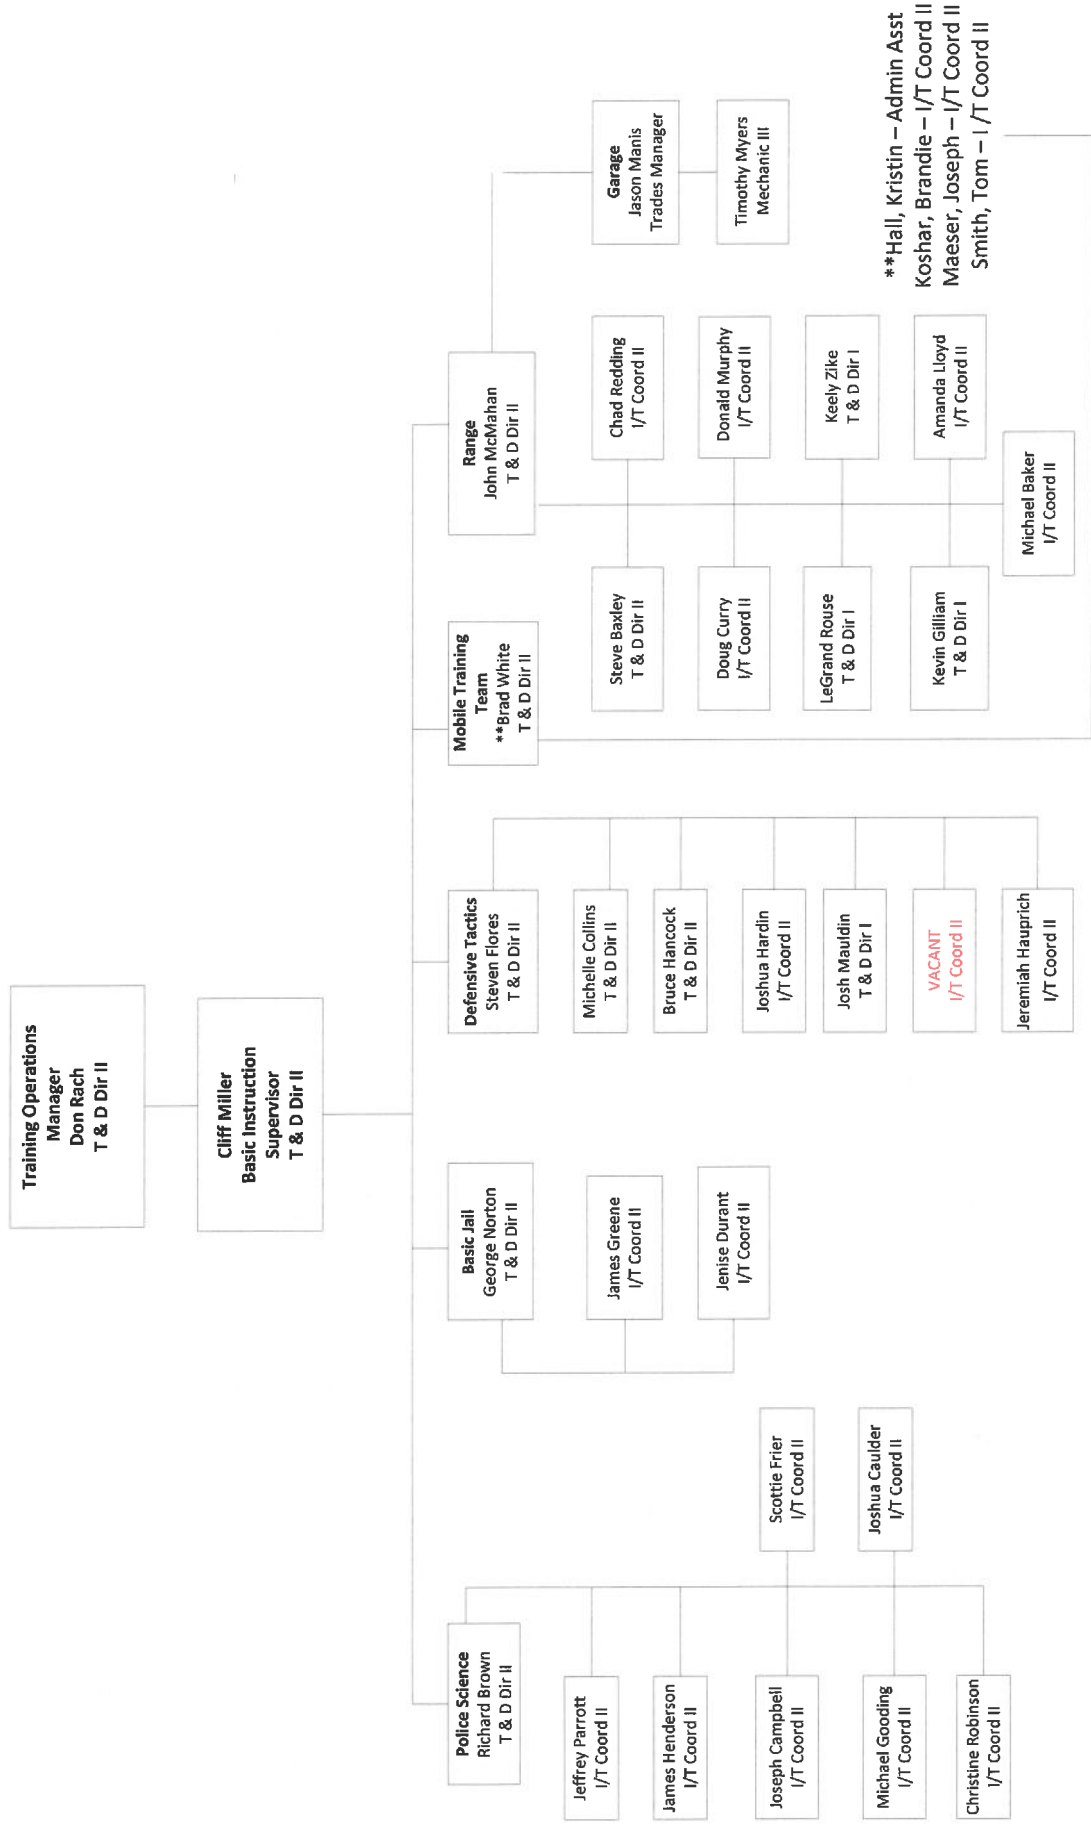 Training Operations
Manager
Don Rach
T & D Dir II
Cliff Miller
Basic Instruction
Supervisor
T & D Dir II
Police Science
Richard Brown
T & D Dir II
Jeffrey Parrott
I/T Coord II
James Henderson
I/T Coord II
Joseph Campbell
I/T Coord II
Scottie Frier
I/T Coord II
Michael Gooding
I/T Coord II
Joshua Caulder
I/T Coord II
Christine Robinson
I/T Coord II
Basic Jail
George Norton
T & D Dir II
James Greene
I/T Coord II
Jenise Durant
I/T Coord II
Defensive Tactics
Steven Flores
T & D Dir II
Michelle Collins
T & D Dir II
Bruce Hancock
T & D Dir II
Joshua Hardin
I/T Coord II
Josh Mauldin
T & D Dir I
VACANT
I/T Coord II
Jeremiah Hauprich
I/T Coord II
Mobile Training
Team
**Brad White
T & D Dir II
Range
John McMahan
T & D Dir II
Steve Baxley
T & D Dir II
Chad Redding
I/T Coord II
Doug Curry
I/T Coord II
Donald Murphy
I/T Coord II
LeGrand Rouse
T & D Dir I
Keely Zike
T & D Dir I
Kevin Gilliam
T & D Dir I
Amanda Lloyd
I/T Coord II
Michael Baker
I/T Coord II
Garage
Jason Manis
Trades Manager
Timothy Myers
Mechanic III
**Hall, Kristin – Admin Asst
Koshar, Brandie – I/T Coord II
Maeser, Joseph – I/T Coord II
Smith, Tom – I /T Coord II